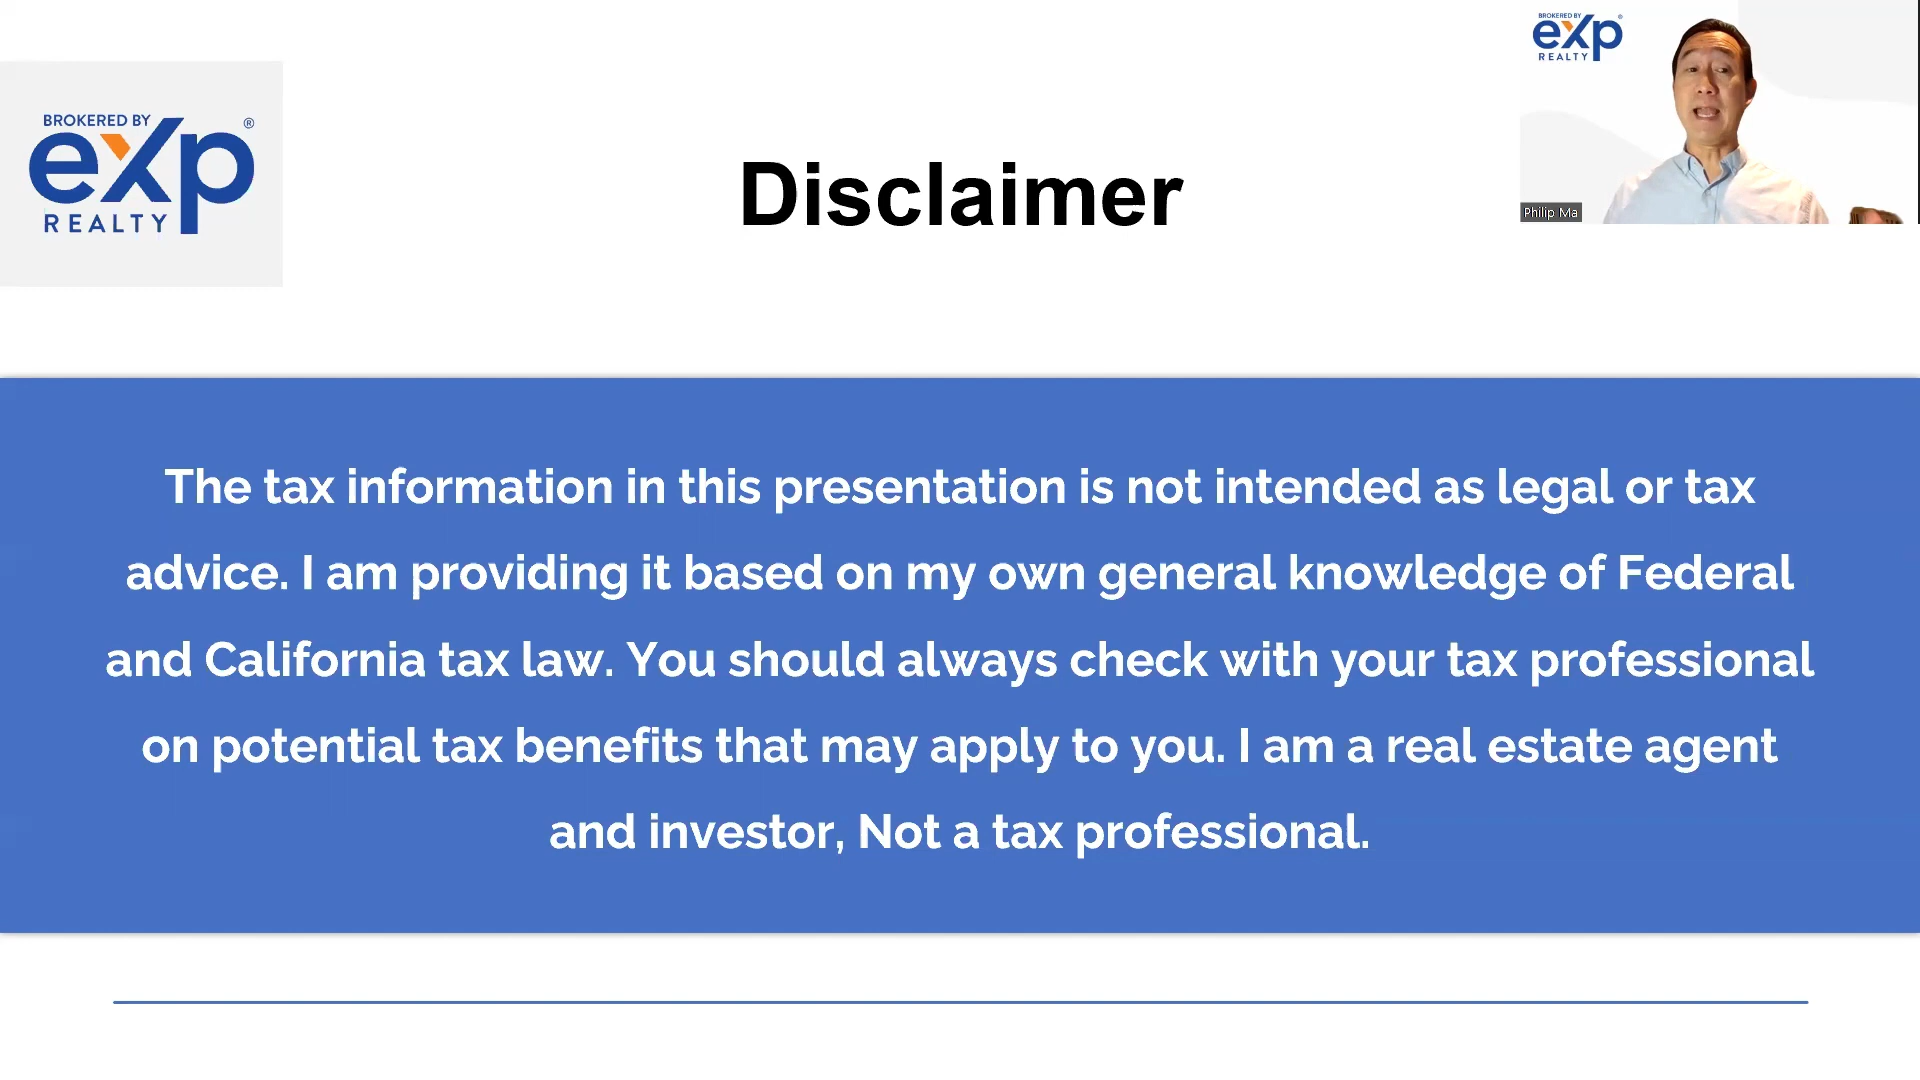 BROKERED BY
eXp®
REALTY
Disclaimer
BROKERED BY
eXp®
REALTY
Philip Ma
The tax information in this presentation is not intended as legal or tax
advice. I am providing it based on my own general knowledge of Federal
and California tax law. You should always check with your tax professional
on potential tax benefits that may apply to you. I am a real estate agent
and investor, Not a tax professional.